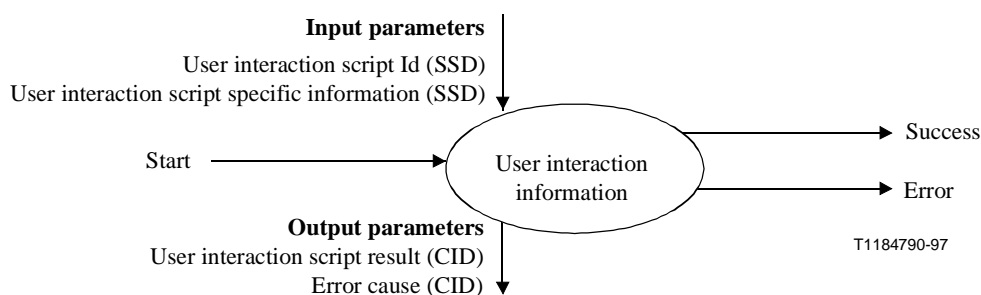 Input parameters
User interaction script Id (SSD)
User interaction script specific information (SSD)
Success
Start
User interaction
information
Error
Output parameters
User interaction script result (CID)
Error cause (CID)
T1184790-97